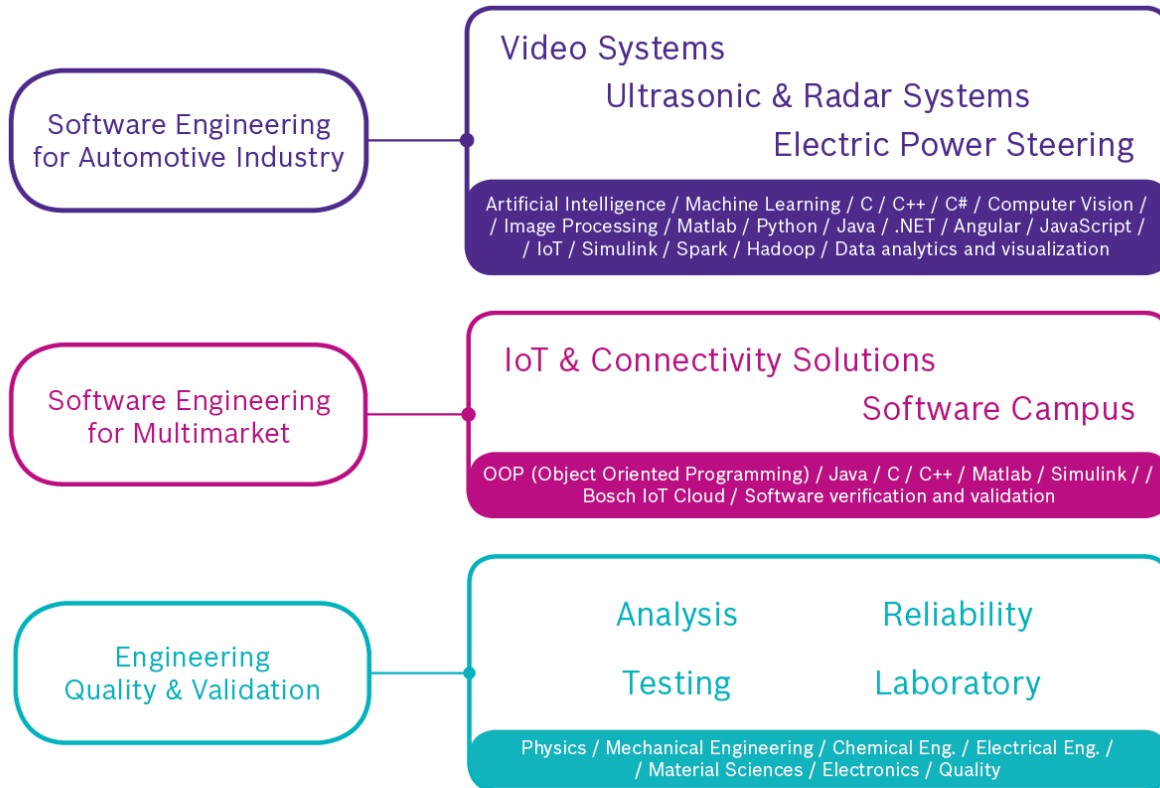 Software Engineering
for Automotive Industry
Video Systems
Ultrasonic & Radar Systems
Electric Power Steering
Artificial Intelligence / Machine Learning / C / C++ / C# / Computer Vision /
/ Image Processing / Matlab / Python / Java / .NET / Angular / JavaScript /
/ IoT / Simulink / Spark / Hadoop / Data analytics and visualization
Software Engineering
for Multimarket
IoT & Connectivity Solutions
Software Campus
OOP (Object Oriented Programming) / Java / C / C++ / Matlab / Simulink / /
Bosch IoT Cloud / Software verification and validation
Engineering
Quality & Validation
Analysis
Reliability
Testing
Laboratory
Physics / Mechanical Engineering / Chemical Eng. / Electrical Eng. /
/ Material Sciences / Electronics / Quality